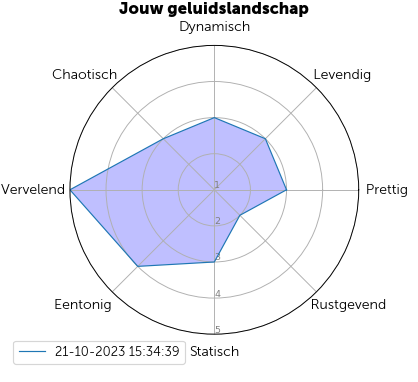 Jouw geluidslandschap
Dynamisch
Chaotisch
Levendig
Vervelend
Prettig
1
2
3
4
5
Eentonig
Rustgevend
Statisch
21-10-2023 15:34:39